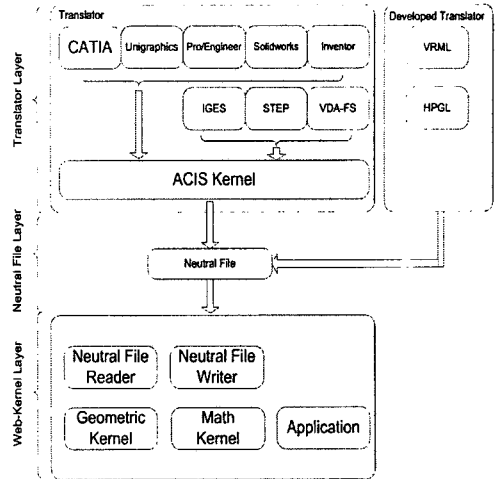 Translator
Developed Translator
CATIA
Unigraphics
Pro/Engineer
Solidworks
Inventor
VRML
IGES
STEP
VDA-FS
HPGL
ACIS Kernel
Translator Layer
Neutral File
Neutral File Layer
Neutral File
Reader
Neutral File
Writer
Geometric
Kernel
Math
Kernel
Application
Web-Kernel Layer